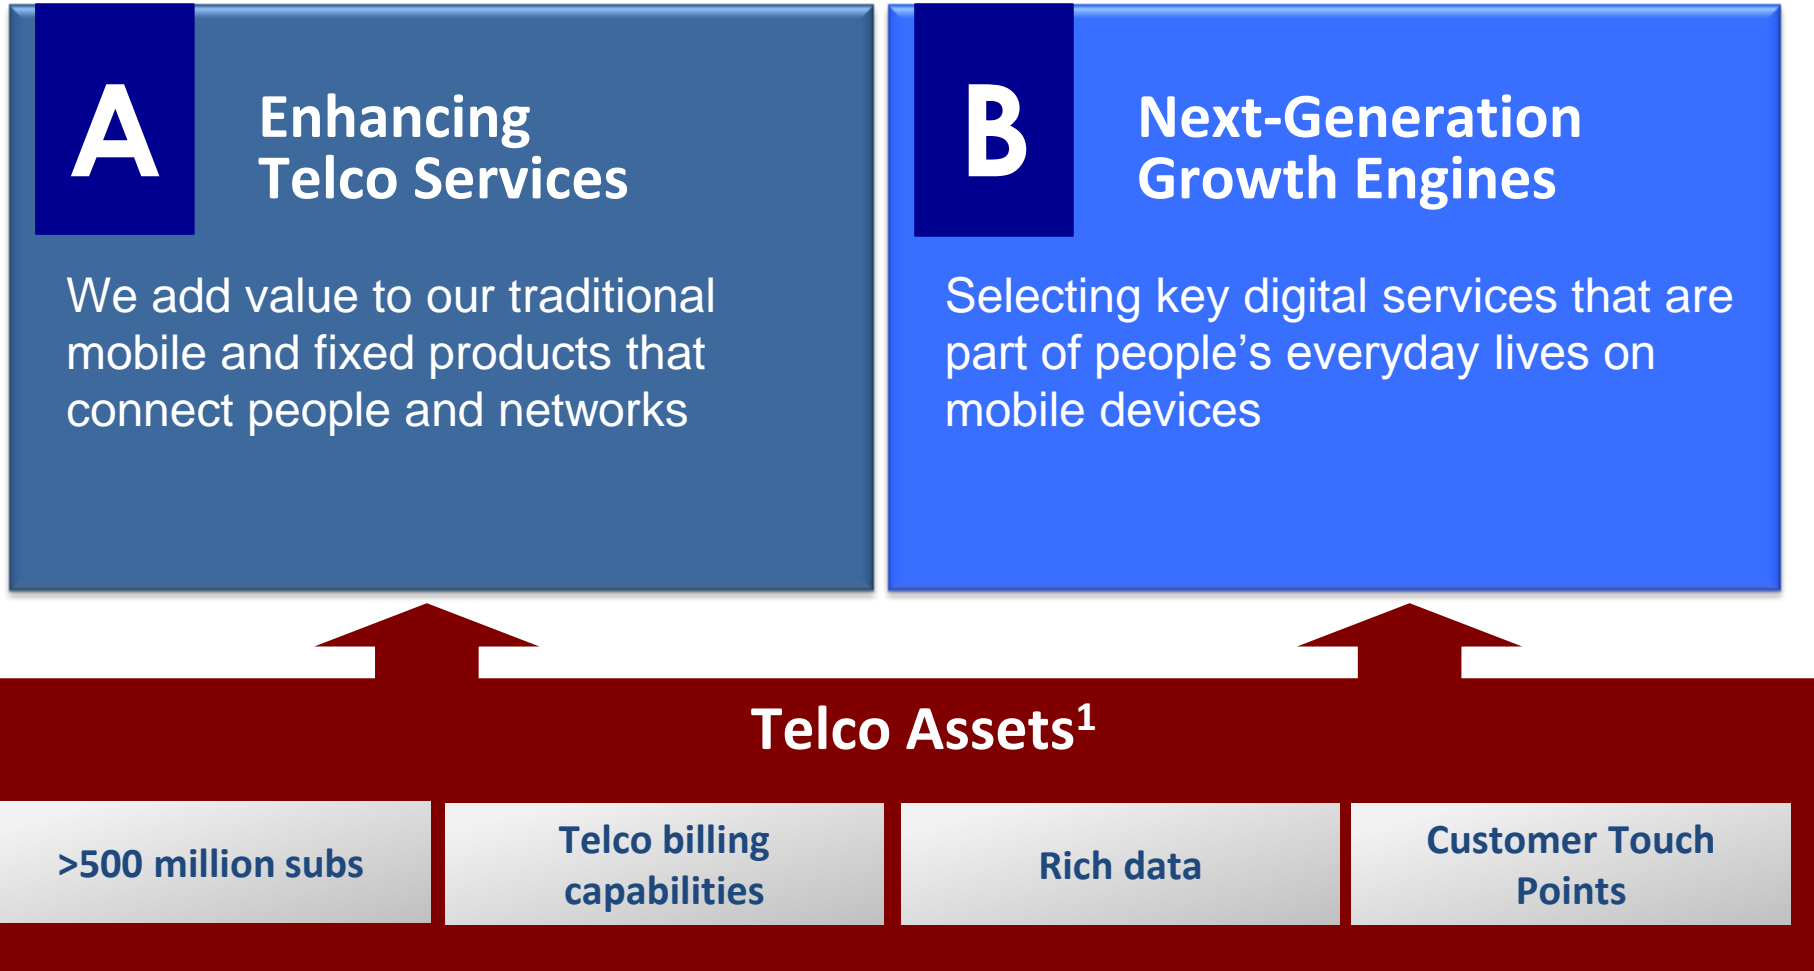 A
Enhancing
Telco Services
We add value to our traditional
mobile and fixed products that
connect people and networks
B
Next-Generation
Growth Engines
Selecting key digital services that are
part of people’s everyday lives on
mobile devices
Telco Assets¹
>500 million subs
Telco billing
capabilities
Rich data
Customer Touch
Points